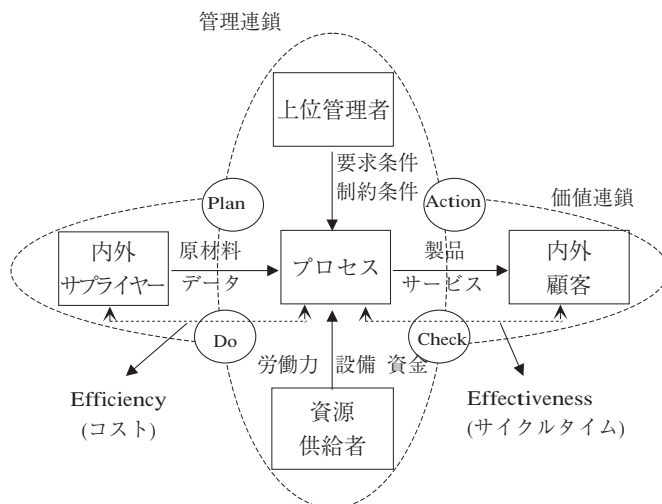 管理連鎖
上位管理者
要求条件
制約条件
Plan
Action
価値連鎖
内外
サプライヤー
原材料
データ
プロセス
製品
サービス
内外
顧客
Do
Check
労働力 設備 資金
Efficiency
(コスト)
資源
供給者
Effectiveness
(サイクルタイム)